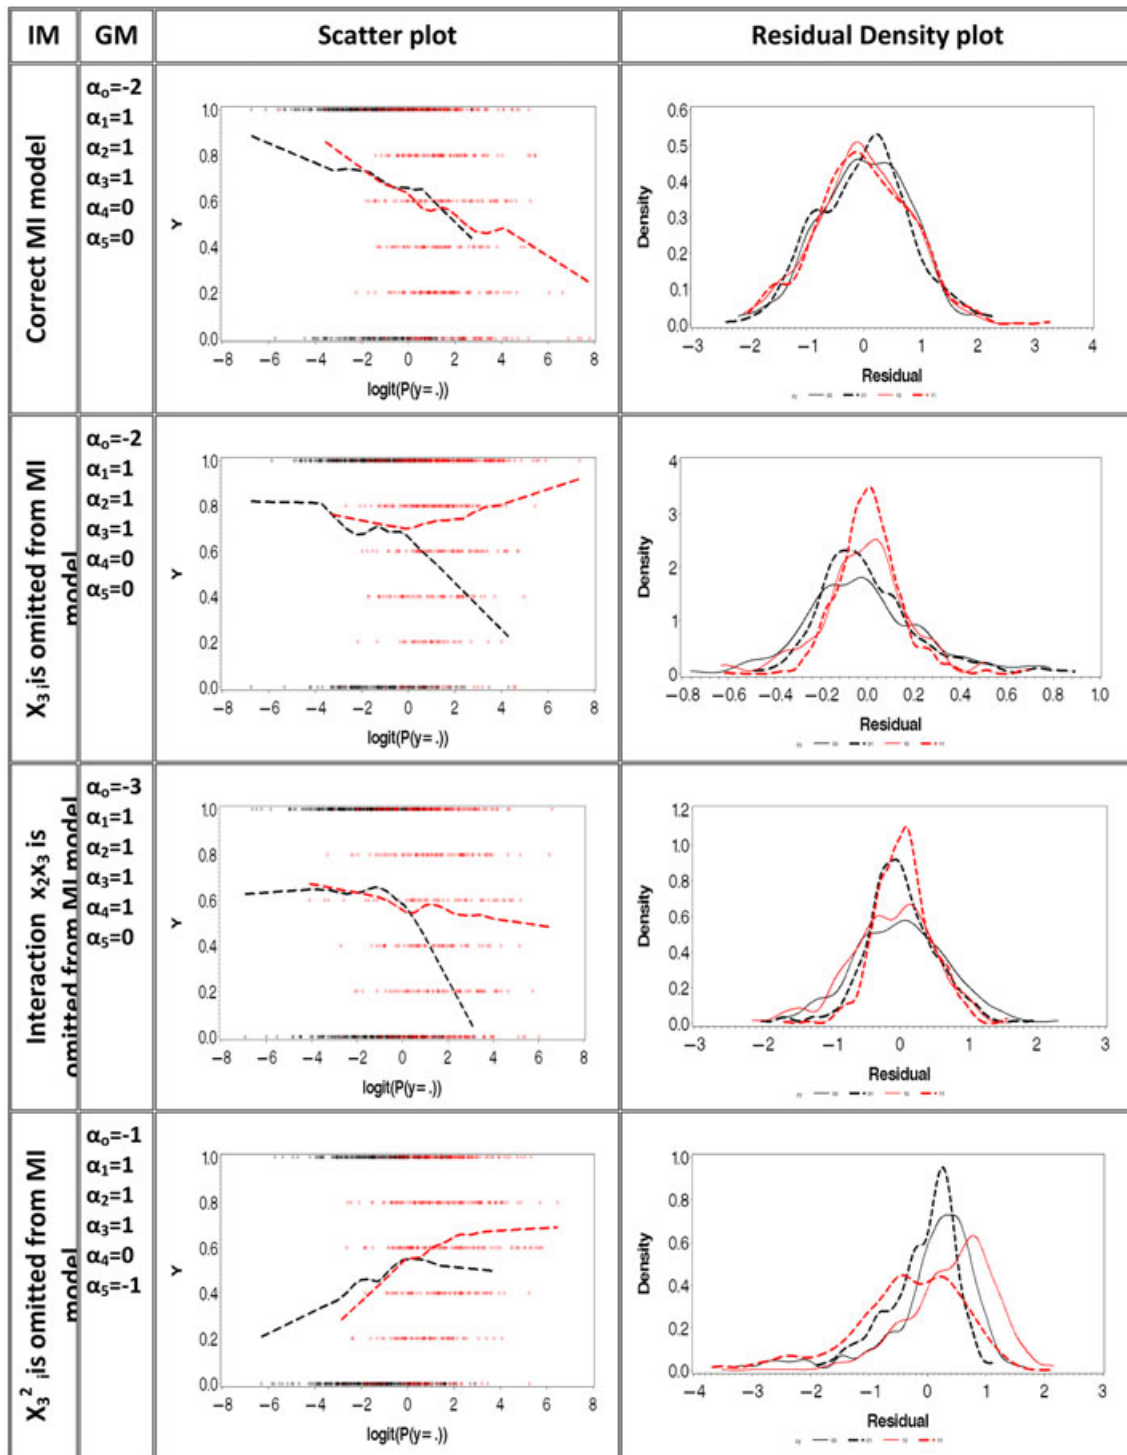 IM GM Scatter plot Residual Density plot
Correct MI model
αo=-2
α1=1
α2=1
α3=1
α4=0
α5=0
1.0
0.8
0.6
0.4
0.2
0.0
Y
−8 −6 −4 −2 0 2 4 6 8
logit(P(y=.))
0.6
0.5
0.4
0.3
0.2
0.1
0.0
Density
−3 −2 −1 0 1 2 3 4
Residual
X3 i is omitted from MI
model
αo=-2
α1=1
α2=1
α3=1
α4=0
α5=0
1.0
0.8
0.6
0.4
0.2
0.0
Y
−8 −6 −4 −2 0 2 4 6 8
logit(P(y=.))
4
3
2
1
0
Density
−0.8 −0.6 −0.4 −0.2 0.0 0.2 0.4 0.6 0.8 1.0
Residual
Interaction x2x3 is
omitted from MI model
αo=-3
α1=1
α2=1
α3=1
α4=1
α5=0
1.0
0.8
0.6
0.4
0.2
0.0
Y
−8 −6 −4 −2 0 2 4 6 8
logit(P(y=.))
1.2
1.0
0.8
0.6
0.4
0.2
0.0
Density
−3 −2 −1 0 1 2 3
Residual
X3² i is omitted from MI
model
αo=-1
α1=1
α2=1
α3=1
α4=0
α5=-1
1.0
0.8
0.6
0.4
0.2
0.0
Y
−8 −6 −4 −2 0 2 4 6 8
logit(P(y=.))
1.0
0.8
0.6
0.4
0.2
0.0
Density
−4 −3 −2 −1 0 1 2 3
Residual